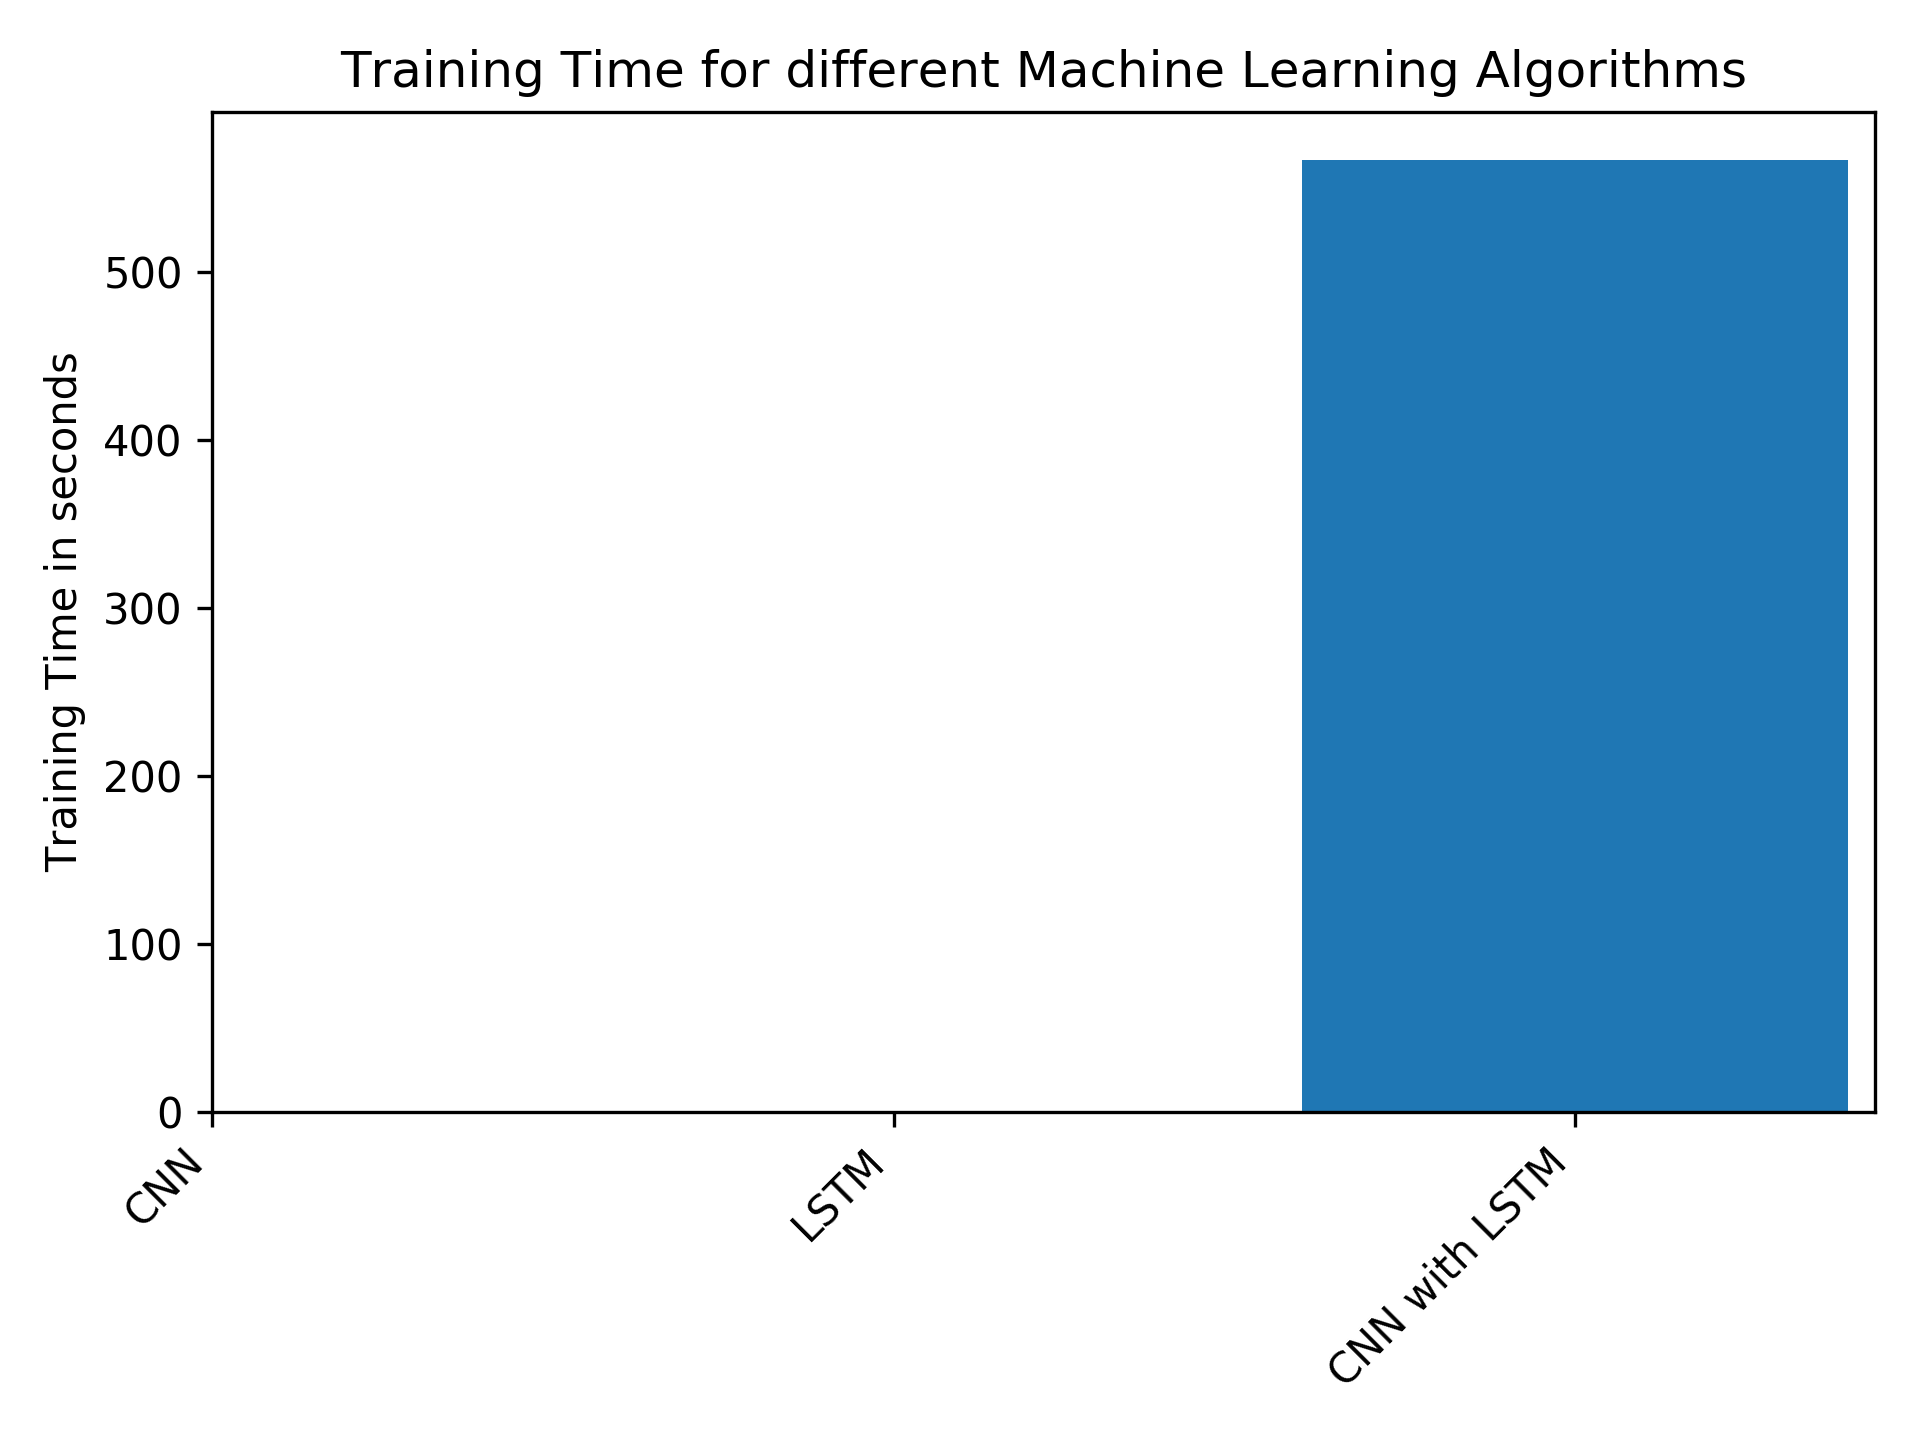 Training Time for different Machine Learning Algorithms
Training Time in seconds
500
400
300
200
100
0
CNN
LSTM
CNN with LSTM